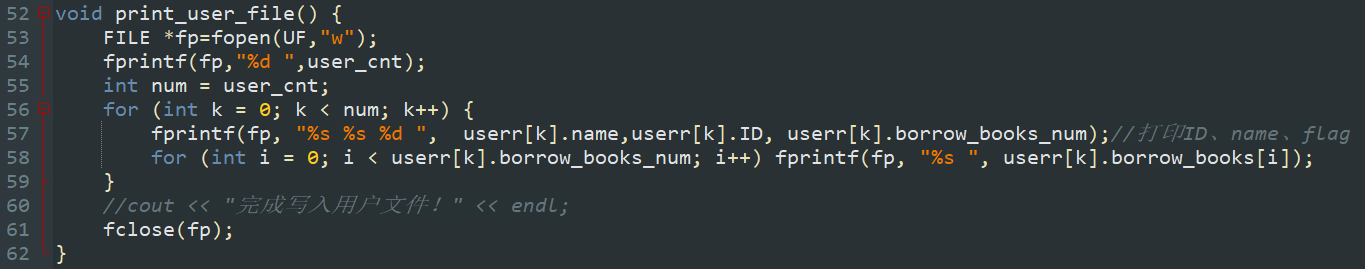 52 void print_user_file() {
53 FILE *fp=fopen(UF,"w");
54 fprintf(fp,"%d ",user_cnt);
55 int num = user_cnt;
56 for (int k = 0; k < num; k++) {
57 fprintf(fp, "%s %s %d ",  userr[k].name,userr[k].ID, userr[k].borrow_books_num);//打印ID、name、flag
58 for (int i = 0; i < userr[k].borrow_books_num; i++) fprintf(fp, "%s ", userr[k].borrow_books[i]);
59 }
60 //cout << "完成写入用户文件！" << endl;
61 fclose(fp);
62 }